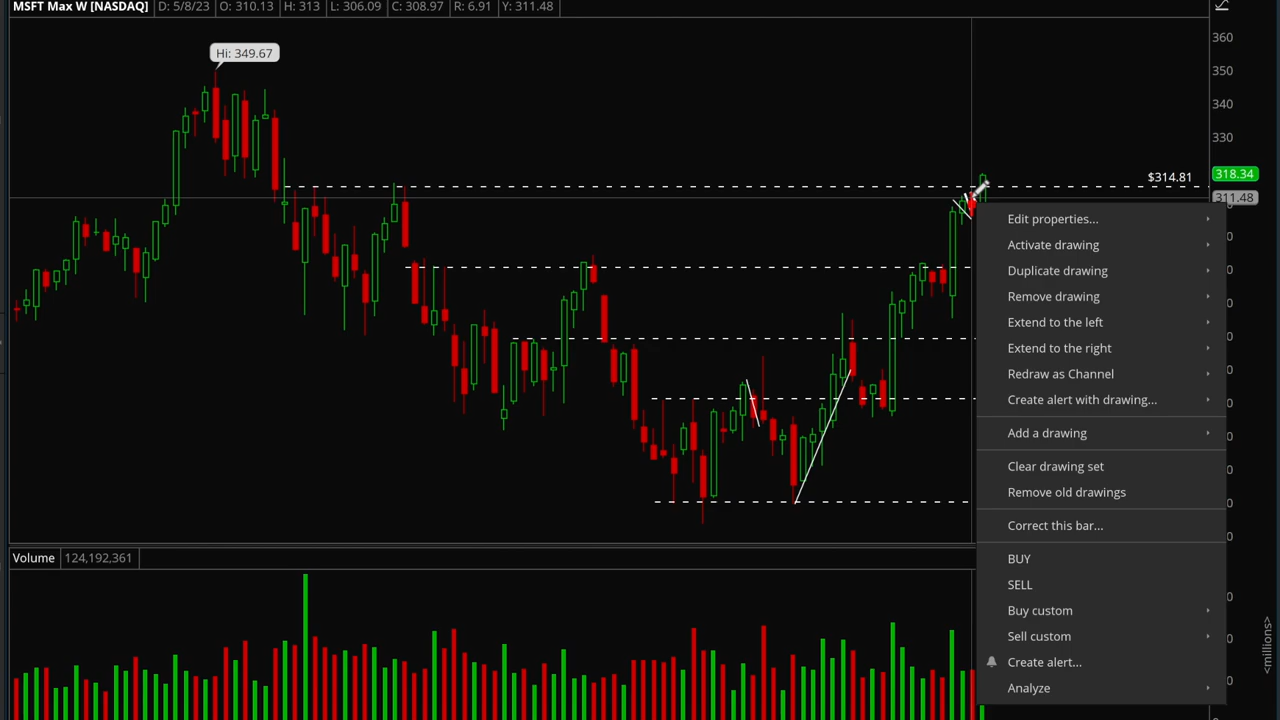 MSFT Max W [NASDAQ] D: 5/8/23 O: 310.13 H: 313 L: 306.09 C: 308.97 R: 6.91 Y: 311.48
360
Hi: 349.67
350
340
330
$314.81
318.34
311.48
Edit properties...
Activate drawing
Duplicate drawing
Remove drawing
Extend to the left
Extend to the right
Redraw as Channel
Create alert with drawing...
Add a drawing
Clear drawing set
Remove old drawings
Correct this bar...
Volume 124,192,361
BUY
SELL
Buy custom
Sell custom
Create alert...
Analyze
<millions>